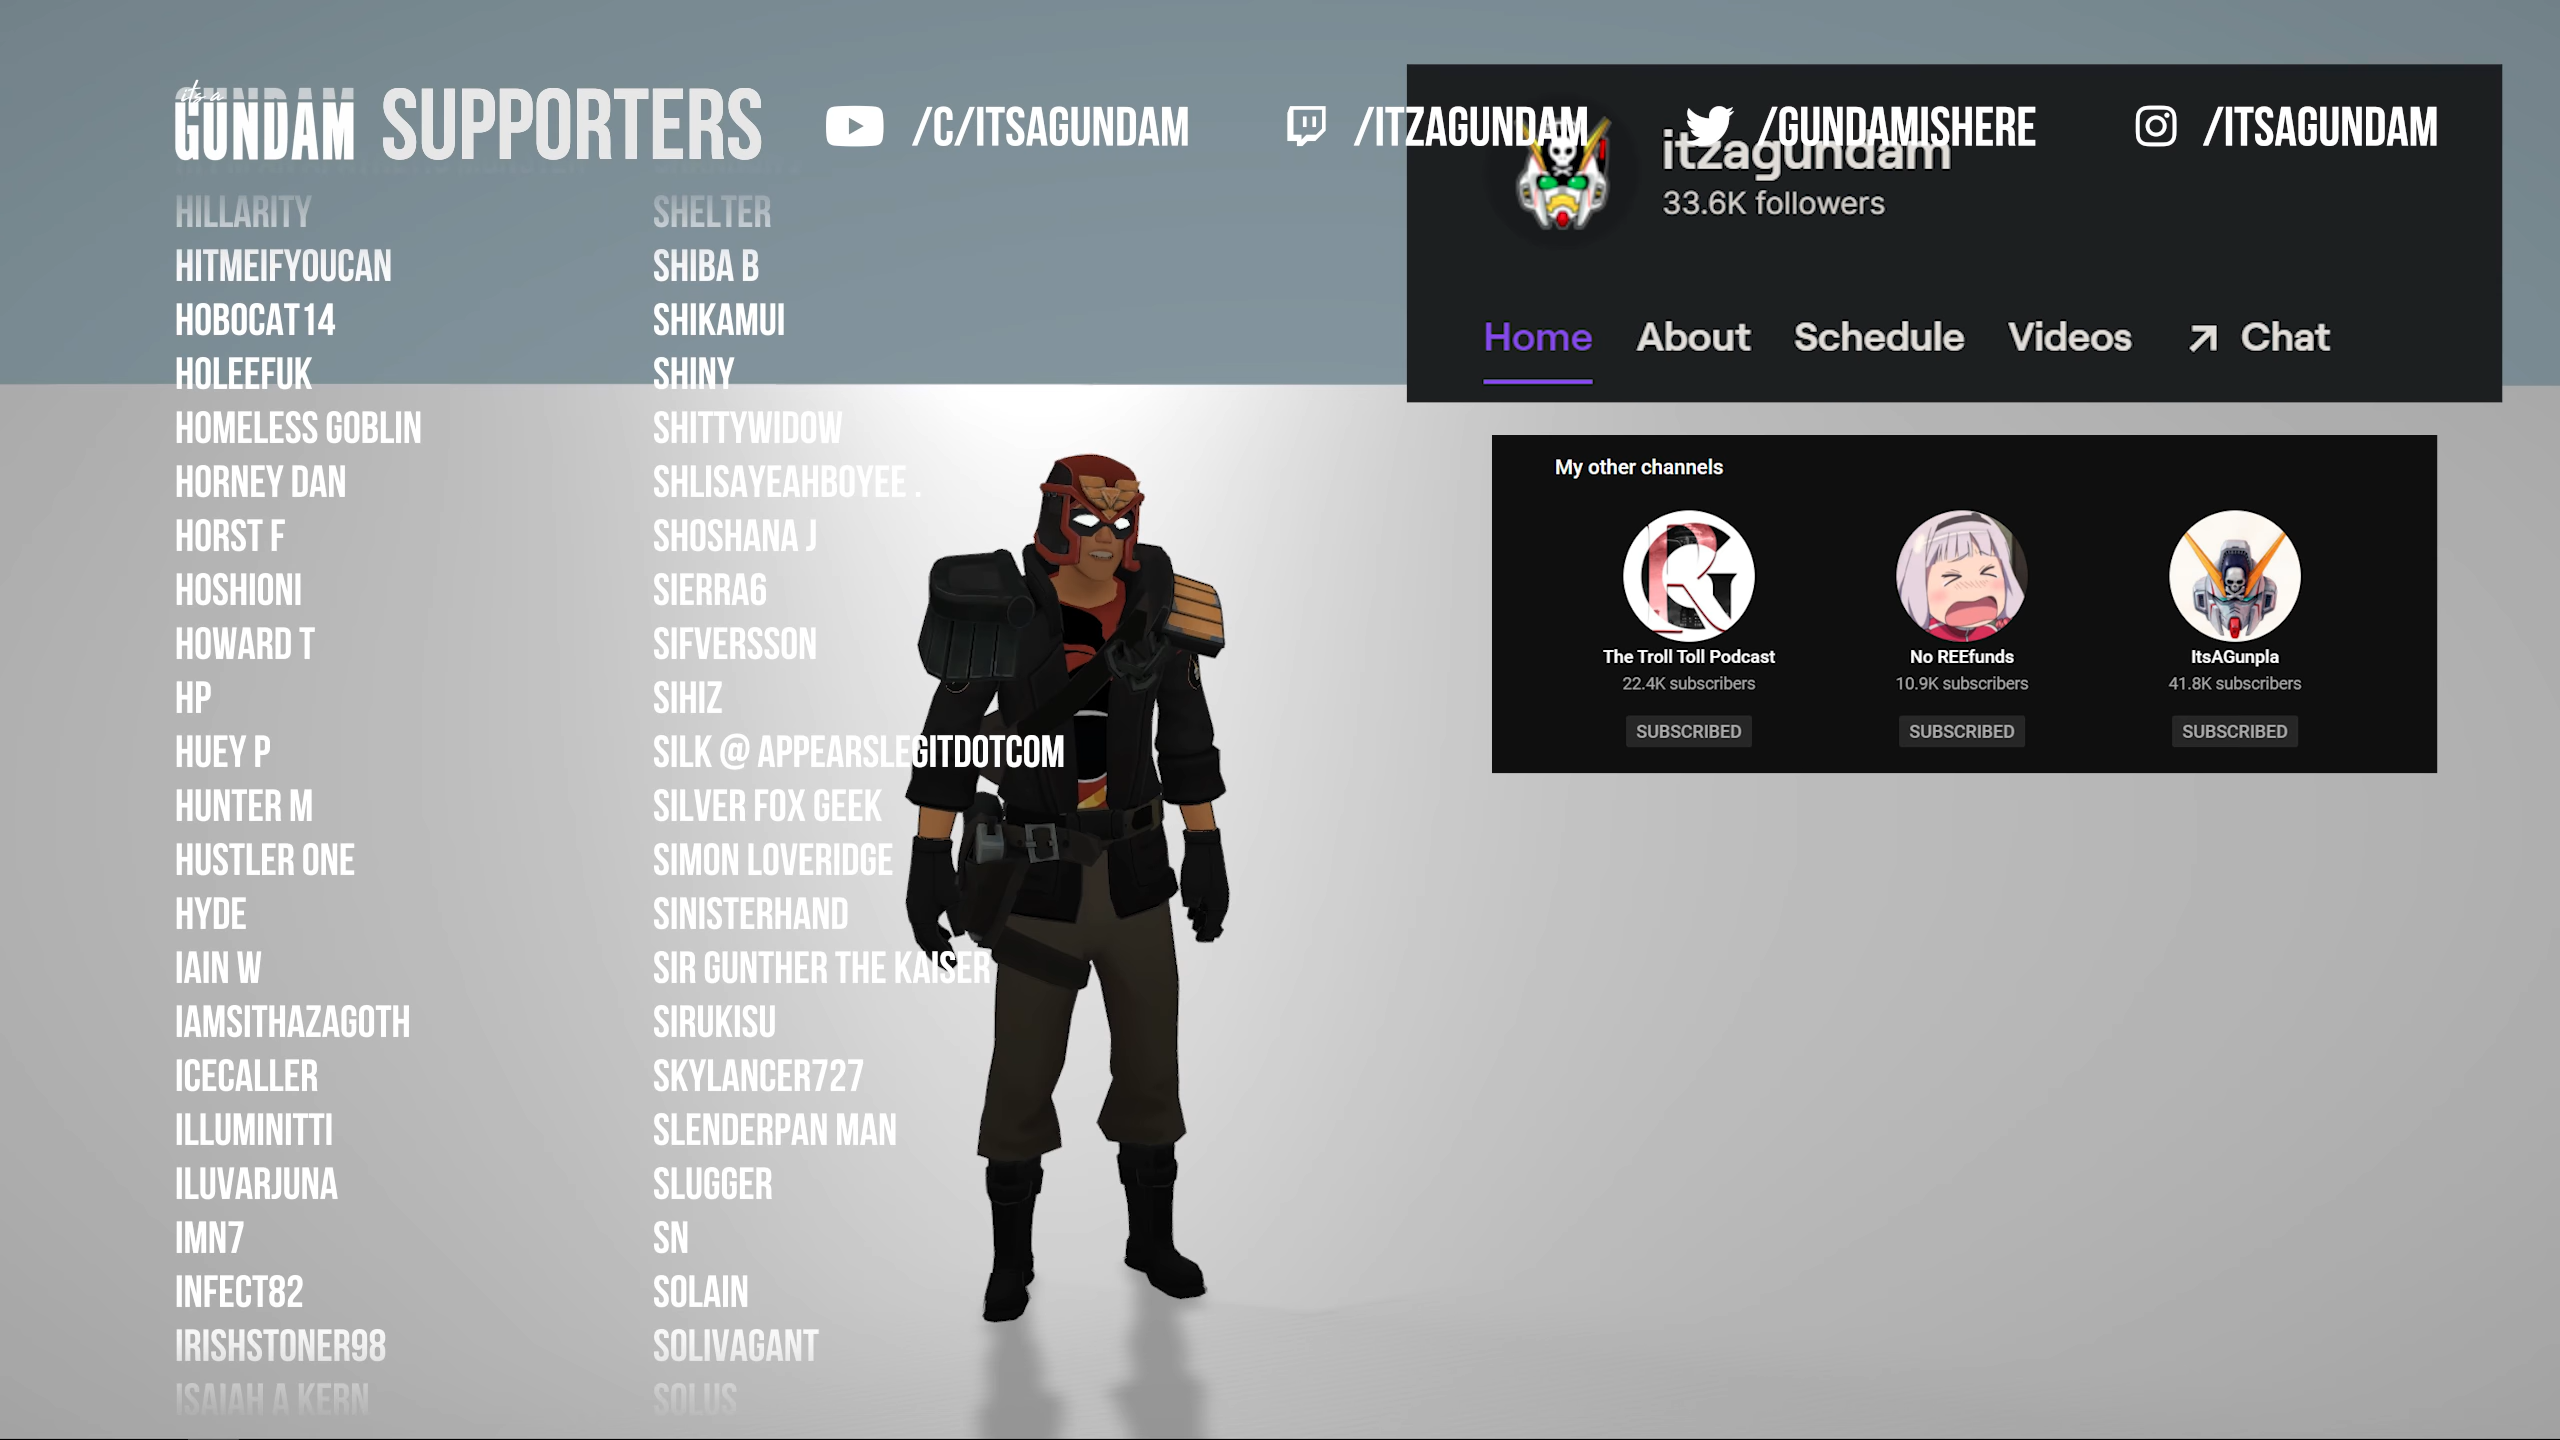 it's a
GUNDAM SUPPORTERS
/C/ITSAGUNDAM
/ITZAGUNDAM
/GUNDAMISHERE
/ITSAGUNDAM
HILLARITY
HITMEIFYOUCAN
HOBOCAT14
HOLEEFUK
HOMELESS GOBLIN
HORNEY DAN
HORST F
HOSHIONI
HOWARD T
HP
HUEY P
HUNTER M
HUSTLER ONE
HYDE
IAIN W
IAMSITHAZAGOTH
ICECALLER
ILLUMINITTI
ILUVARJUNA
IMN7
INFECT82
IRISHSTONER98
ISAIAH A KERN
SHELTER
SHIBA B
SHIKAMUI
SHINY
SHITTYWIDOW
SHLISAYEAHBOYEE .
SHOSHANA J
SIERRA6
SIFVERSSON
SIHIZ
SILK @ APPEARSLEGITDOTCOM
SILVER FOX GEEK
SIMON LOVERIDGE
SINISTERHAND
SIR GUNTHER THE KAISER
SIRUKISU
SKYLANCER727
SLENDERPAN MAN
SLUGGER
SN
SOLAIN
SOLIVAGANT
SOLUS
itzagundam
33.6K followers
Home About Schedule Videos Chat
My other channels
The Troll Toll Podcast
22.4K subscribers
SUBSCRIBED
No REEfunds
10.9K subscribers
SUBSCRIBED
ItsAGunpla
41.8K subscribers
SUBSCRIBED